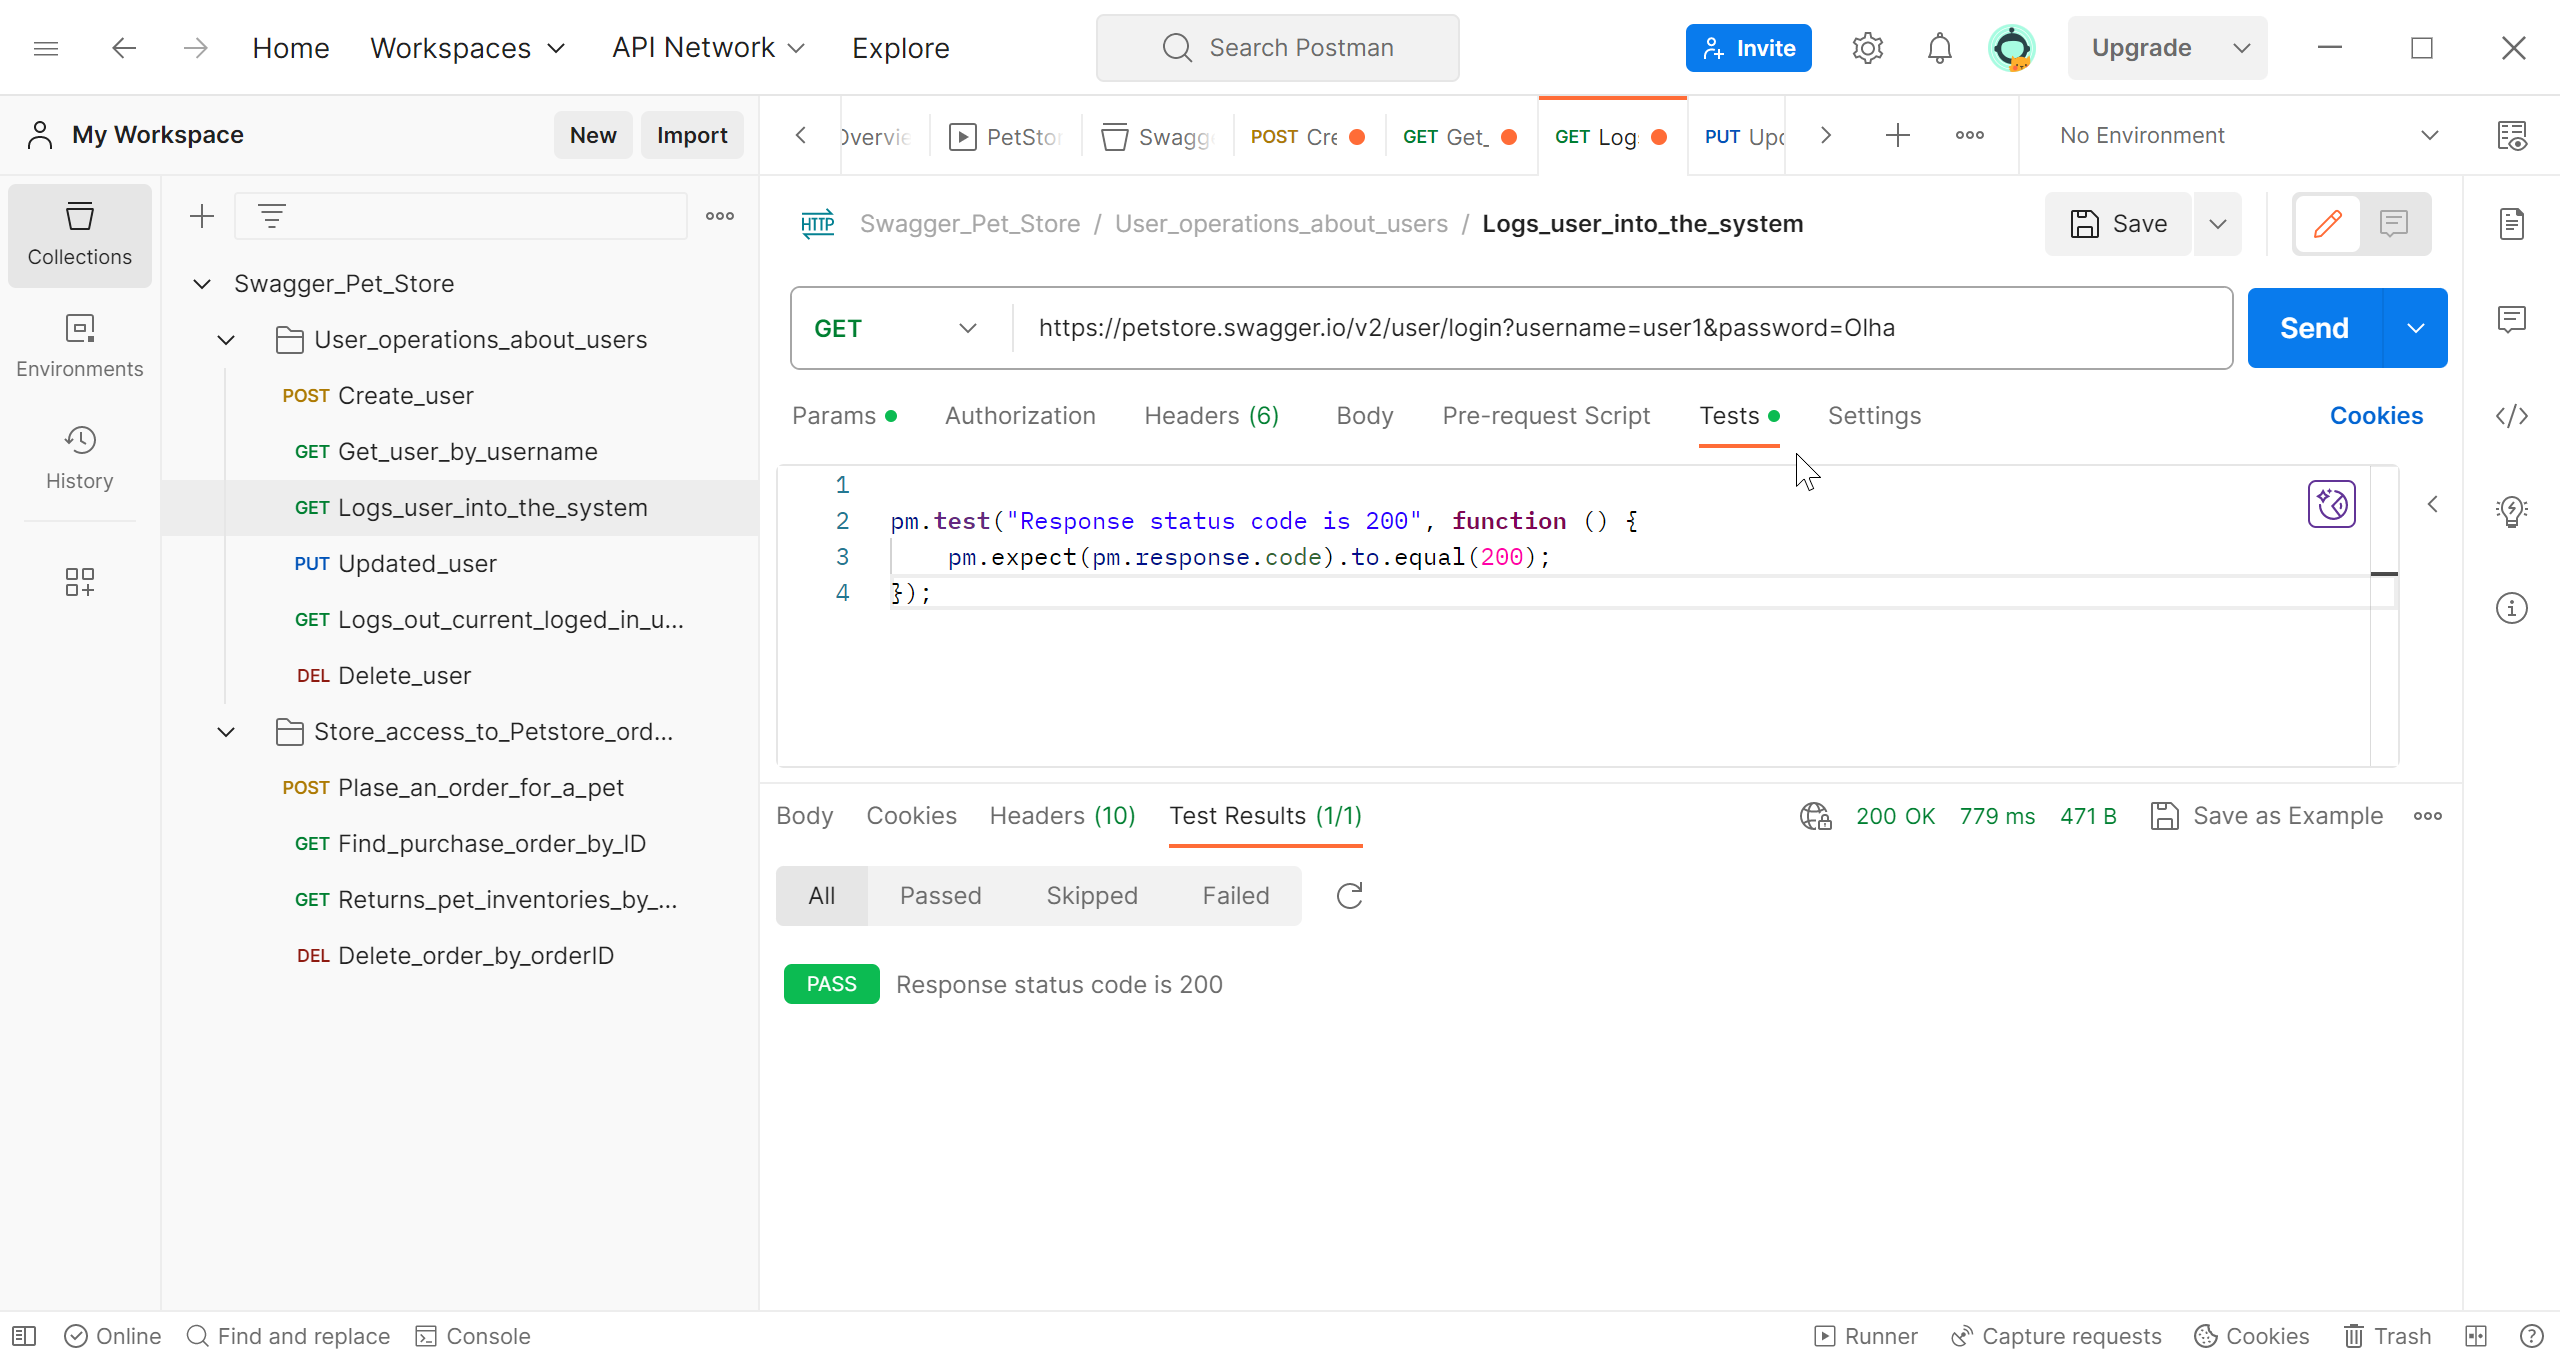 Home Workspaces API Network Explore Search Postman Invite Upgrade
My Workspace New Import
PetStor Swagg POST Cre GET Get_ GET Log PUT Upd No Environment
Collections
Environments
History
Swagger_Pet_Store
User_operations_about_users
POST Create_user
GET Get_user_by_username
GET Logs_user_into_the_system
PUT Updated_user
GET Logs_out_current_loged_in_u...
DEL Delete_user
Store_access_to_Petstore_ord...
POST Plase_an_order_for_a_pet
GET Find_purchase_order_by_ID
GET Returns_pet_inventories_by_...
DEL Delete_order_by_orderID
HTTP Swagger_Pet_Store / User_operations_about_users / Logs_user_into_the_system Save
GET https://petstore.swagger.io/v2/user/login?username=user1&password=Olha Send
Params Authorization Headers (6) Body Pre-request Script Tests Settings Cookies
1
2 pm.test("Response status code is 200", function () {
3 pm.expect(pm.response.code).to.equal(200);
4 });
Body Cookies Headers (10) Test Results (1/1) 200 OK 779 ms 471 B Save as Example
All Passed Skipped Failed
PASS Response status code is 200
Online Find and replace Console Runner Capture requests Cookies Trash